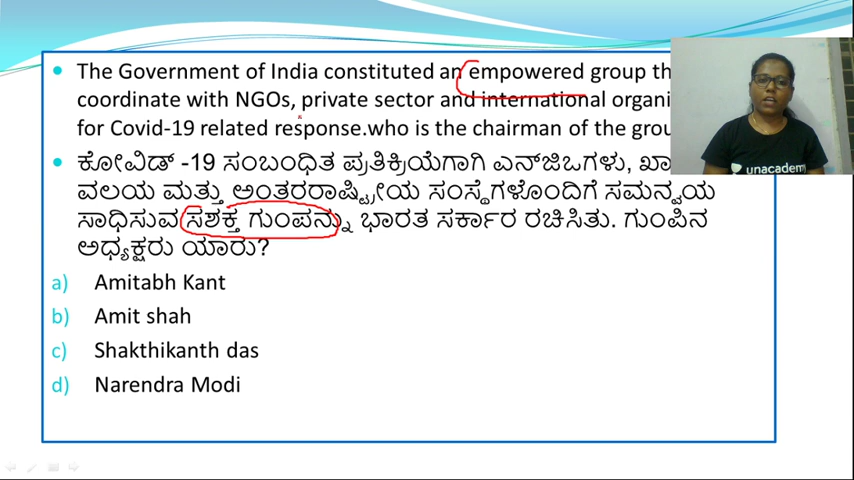 The Government of India constituted an empowered group th
coordinate with NGOs, private sector and international organi
for Covid-19 related response.who is the chairman of the grou
ಕೋವಿಡ್ -19 ಸಂಬಂಧಿತ ಪ್ರತಿಕ್ರಿಯೆಗಾಗಿ ಎನ್‌ಜಿಒಗಳು, ಖಾ
ವಲಯ ಮತ್ತು ಅಂತರರಾಷ್ಟ್ರೀಯ ಸಂಸ್ಥೆಗಳೊಂದಿಗೆ ಸಮನ್ವಯ
ಸಾಧಿಸುವ ಸಶಕ್ತ ಗುಂಪನ್ನು ಭಾರತ ಸರ್ಕಾರ ರಚಿಸಿತು. ಗುಂಪಿನ
ಅಧ್ಯಕ್ಷರು ಯಾರು?
a) Amitabh Kant
b) Amit shah
c) Shakthikanth das
d) Narendra Modi
unacademy